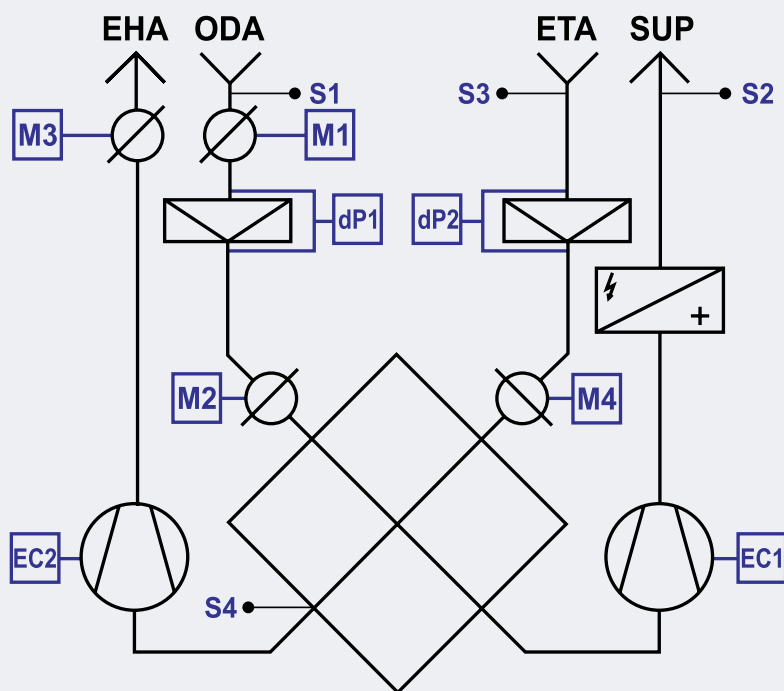 EHA ODA ETA SUP
S1 S3 S2
M3 M1
dP1 dP2
+
M2 M4
EC2 EC1
S4